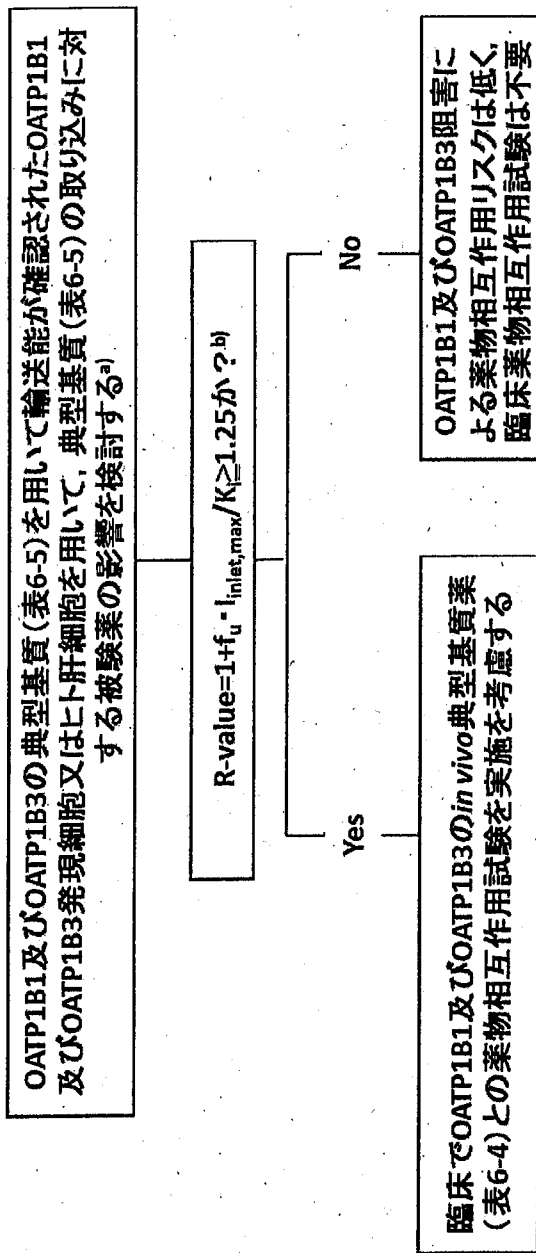 OATP1B1及びOATP1B3の典型基質(表6-5)を用いて輸送能が確認されたOATP1B1
及びOATP1B3発現細胞又はヒト肝細胞を用いて，典型基質(表6-5)の取り込みに対
する被験薬の影響を検討するa)
R-value=1+fu・Iinlet,max/Ki≧1.25か？b)
Yes
No
臨床でOATP1B1及びOATP1B3のin vivo典型基質薬
(表6-4)との薬物相互作用試験を実施を考慮する
OATP1B1及びOATP1B3阻害に
よる薬物相互作用リスクは低く，
臨床薬物相互作用試験は不要